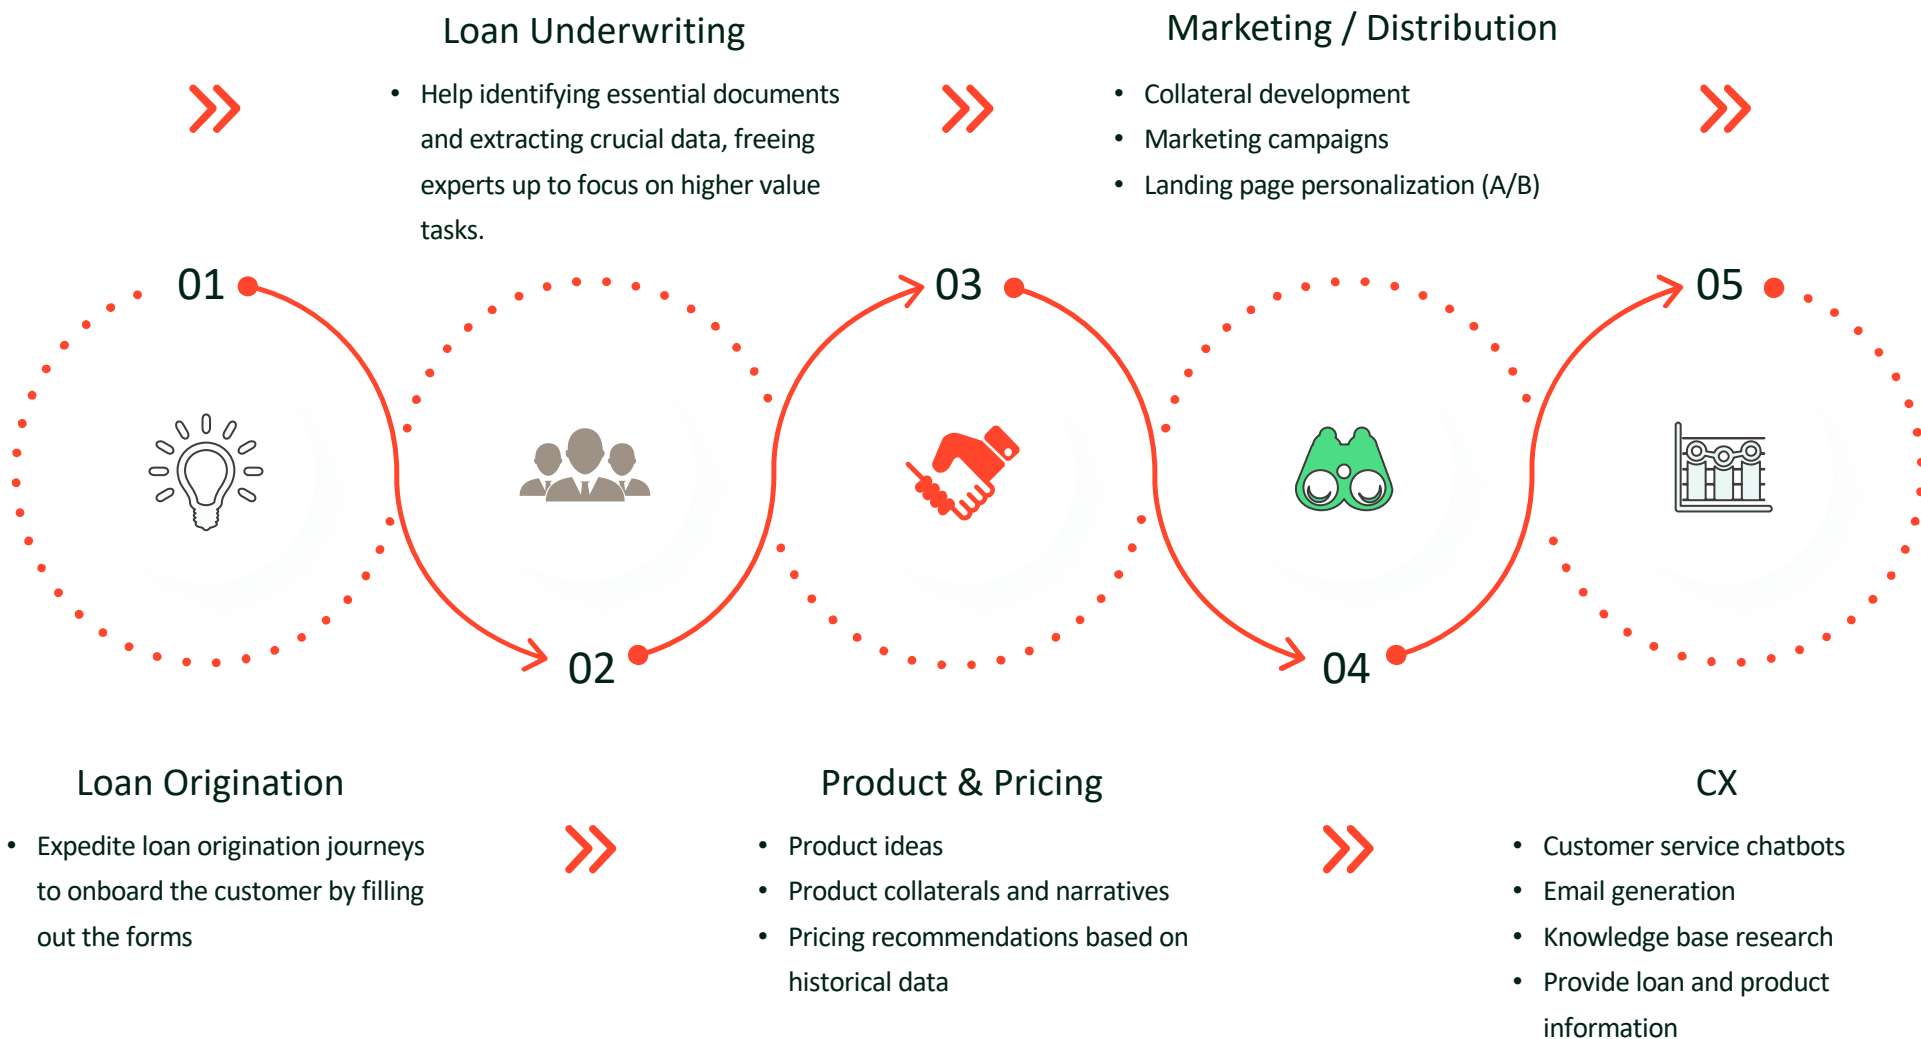 Loan Underwriting
• Help identifying essential documents
and extracting crucial data, freeing
experts up to focus on higher value
tasks.
Marketing / Distribution
• Collateral development
• Marketing campaigns
• Landing page personalization (A/B)
01
03
05
02
04
Loan Origination
• Expedite loan origination journeys
to onboard the customer by filling
out the forms
Product & Pricing
• Product ideas
• Product collaterals and narratives
• Pricing recommendations based on
historical data
CX
• Customer service chatbots
• Email generation
• Knowledge base research
• Provide loan and product
information